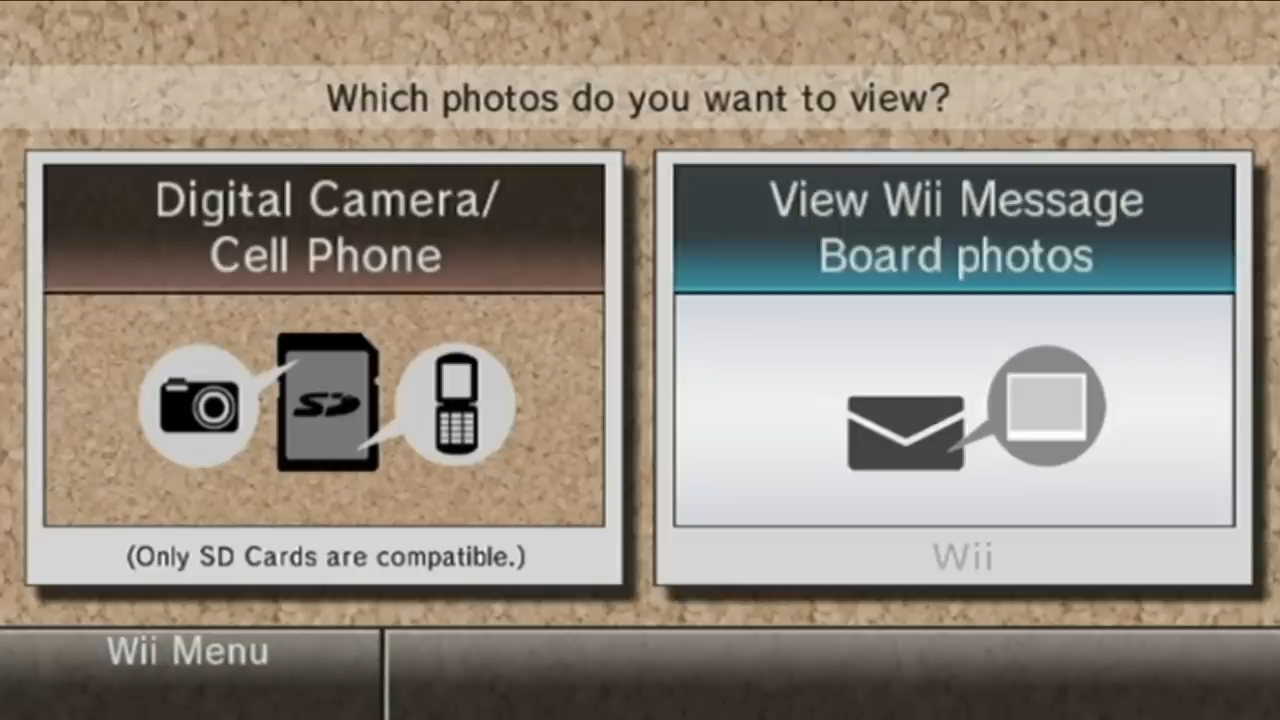 Which photos do you want to view?
Digital Camera/
Cell Phone
SD
(Only SD Cards are compatible.)
View Wii Message
Board photos
Wii
Wii Menu